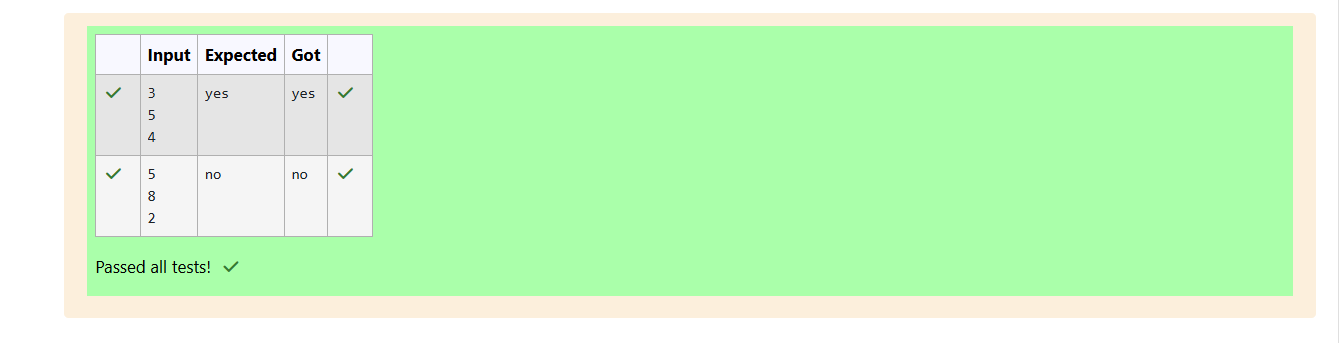 Input Expected Got
3 yes yes
5
4
5 no no
8
2
Passed all tests!